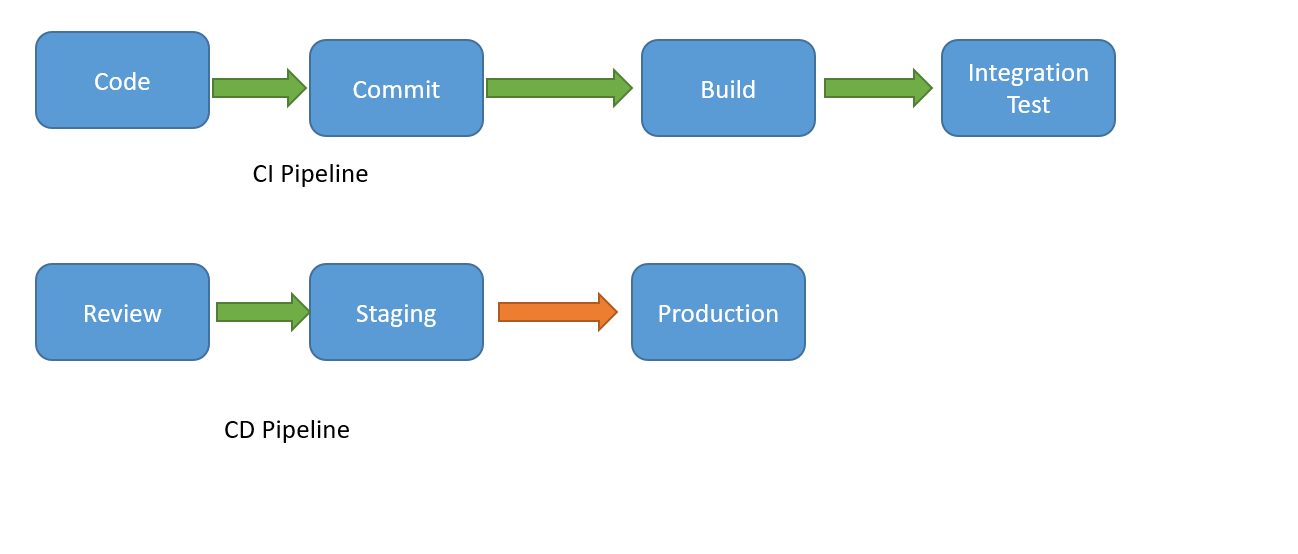 Code
Commit
Build
Integration
Test
CI Pipeline
Review
Staging
Production
CD Pipeline